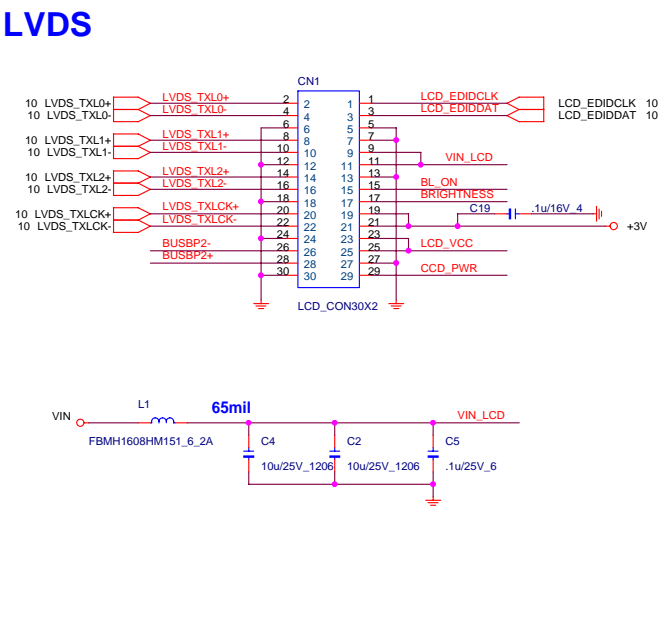 LVDS
CN1
10 LVDS_TXL0+ LVDS_TXL0+ 2 2 1 1 LCD_EDIDCLK LCD_EDIDCLK 10
10 LVDS_TXL0- LVDS_TXL0- 4 4 3 3 LCD_EDIDDAT LCD_EDIDDAT 10
6 6 5 5
10 LVDS_TXL1+ LVDS_TXL1+ 8 8 7 7
10 LVDS_TXL1- LVDS_TXL1- 10 10 9 9
12 12 11 11 VIN_LCD
10 LVDS_TXL2+ LVDS_TXL2+ 14 14 13 13
10 LVDS_TXL2- LVDS_TXL2- 16 16 15 15 BL_ON
18 18 17 17 BRIGHTNESS
10 LVDS_TXLCK+ LVDS_TXLCK+ 20 20 19 19 C19 .1u/16V_4
10 LVDS_TXLCK- LVDS_TXLCK- 22 22 21 21 +3V
24 24 23 23
BUSBP2- 26 26 25 25 LCD_VCC
BUSBP2+ 28 28 27 27
30 30 29 29 CCD_PWR
LCD_CON30X2
L1 65mil
VIN VIN_LCD
FBMH1608HM151_6_2A C4 C2 C5
10u/25V_1206 10u/25V_1206 .1u/25V_6